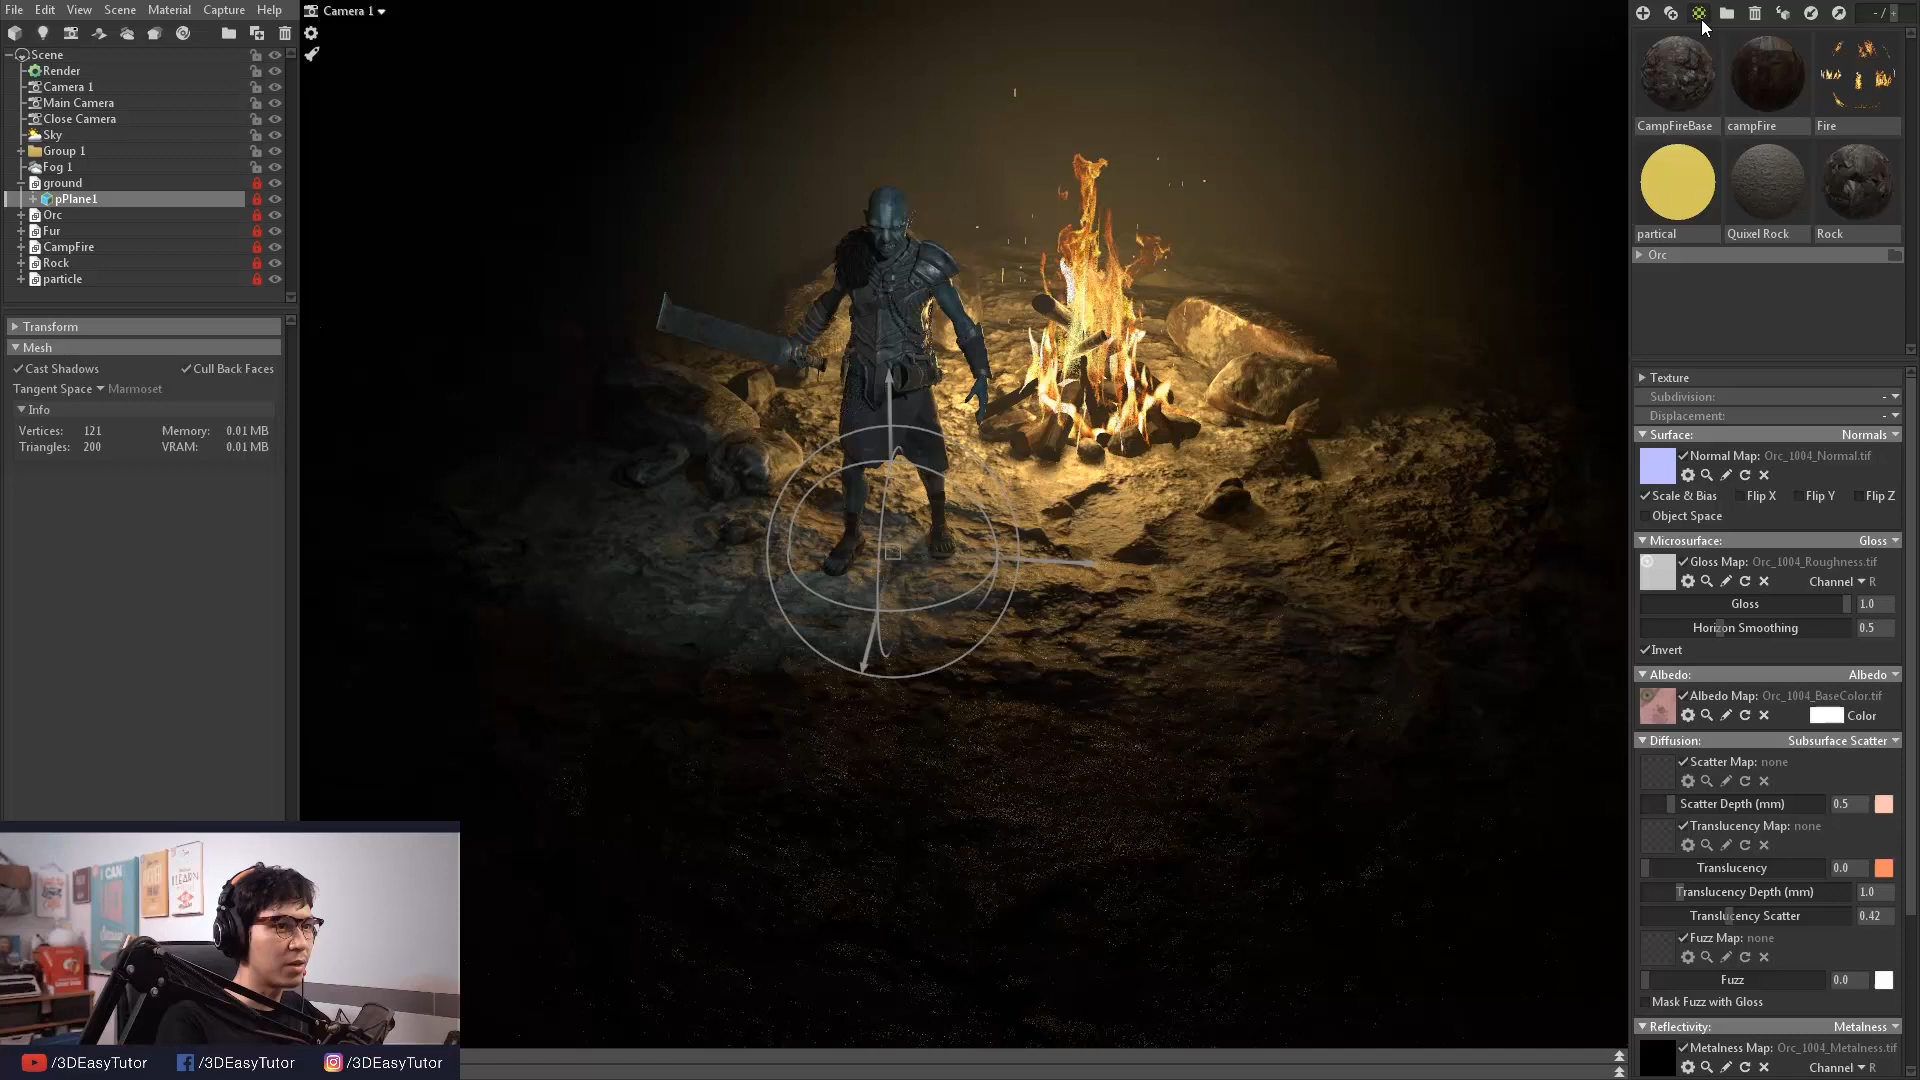 File Edit View Scene Material Capture Help
Camera 1
Scene
Render
Camera 1
Main Camera
Close Camera
Sky
Group 1
Fog 1
ground
pPlane1
Orc
Fur
CampFire
Rock
particle
Transform
Mesh
Cast Shadows Cull Back Faces
Tangent Space Marmoset
Info
Vertices: 121 Memory: 0.01 MB
Triangles: 200 VRAM: 0.01 MB
I CAN
I LEARN
/3DEasyTutor /3DEasyTutor /3DEasyTutor
- /
CampFireBase campFire Fire
partical Quixel Rock Rock
Orc
Texture
Subdivision: -
Displacement: -
Surface: Normals
Normal Map: Orc_1004_Normal.tif
Scale & Bias Flip X Flip Y Flip Z
Object Space
Microsurface: Gloss
Gloss Map: Orc_1004_Roughness.tif
Channel R
Gloss 1.0
Horizon Smoothing 0.5
Invert
Albedo: Albedo
Albedo Map: Orc_1004_BaseColor.tif
Color
Diffusion: Subsurface Scatter
Scatter Map: none
Scatter Depth (mm) 0.5
Translucency Map: none
Translucency 0.0
Translucency Depth (mm) 1.0
Translucency Scatter 0.42
Fuzz Map: none
Fuzz 0.0
Mask Fuzz with Gloss
Reflectivity: Metalness
Metalness Map: Orc_1004_Metalness.tif
Channel R